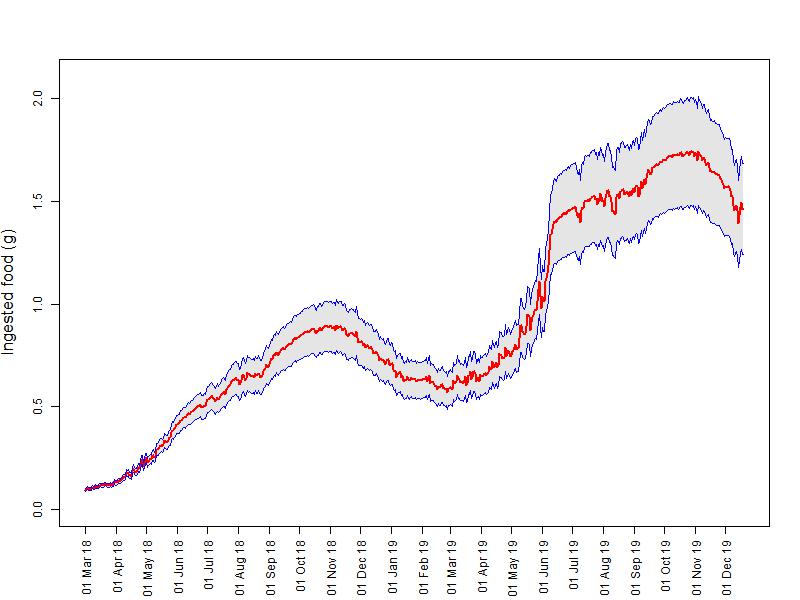 Ingested food (g)
2.0
1.5
1.0
0.5
0.0
01 Mar 18
01 Apr 18
01 May 18
01 Jun 18
01 Jul 18
01 Aug 18
01 Sep 18
01 Oct 18
01 Nov 18
01 Dec 18
01 Jan 19
01 Feb 19
01 Mar 19
01 Apr 19
01 May 19
01 Jun 19
01 Jul 19
01 Aug 19
01 Sep 19
01 Oct 19
01 Nov 19
01 Dec 19